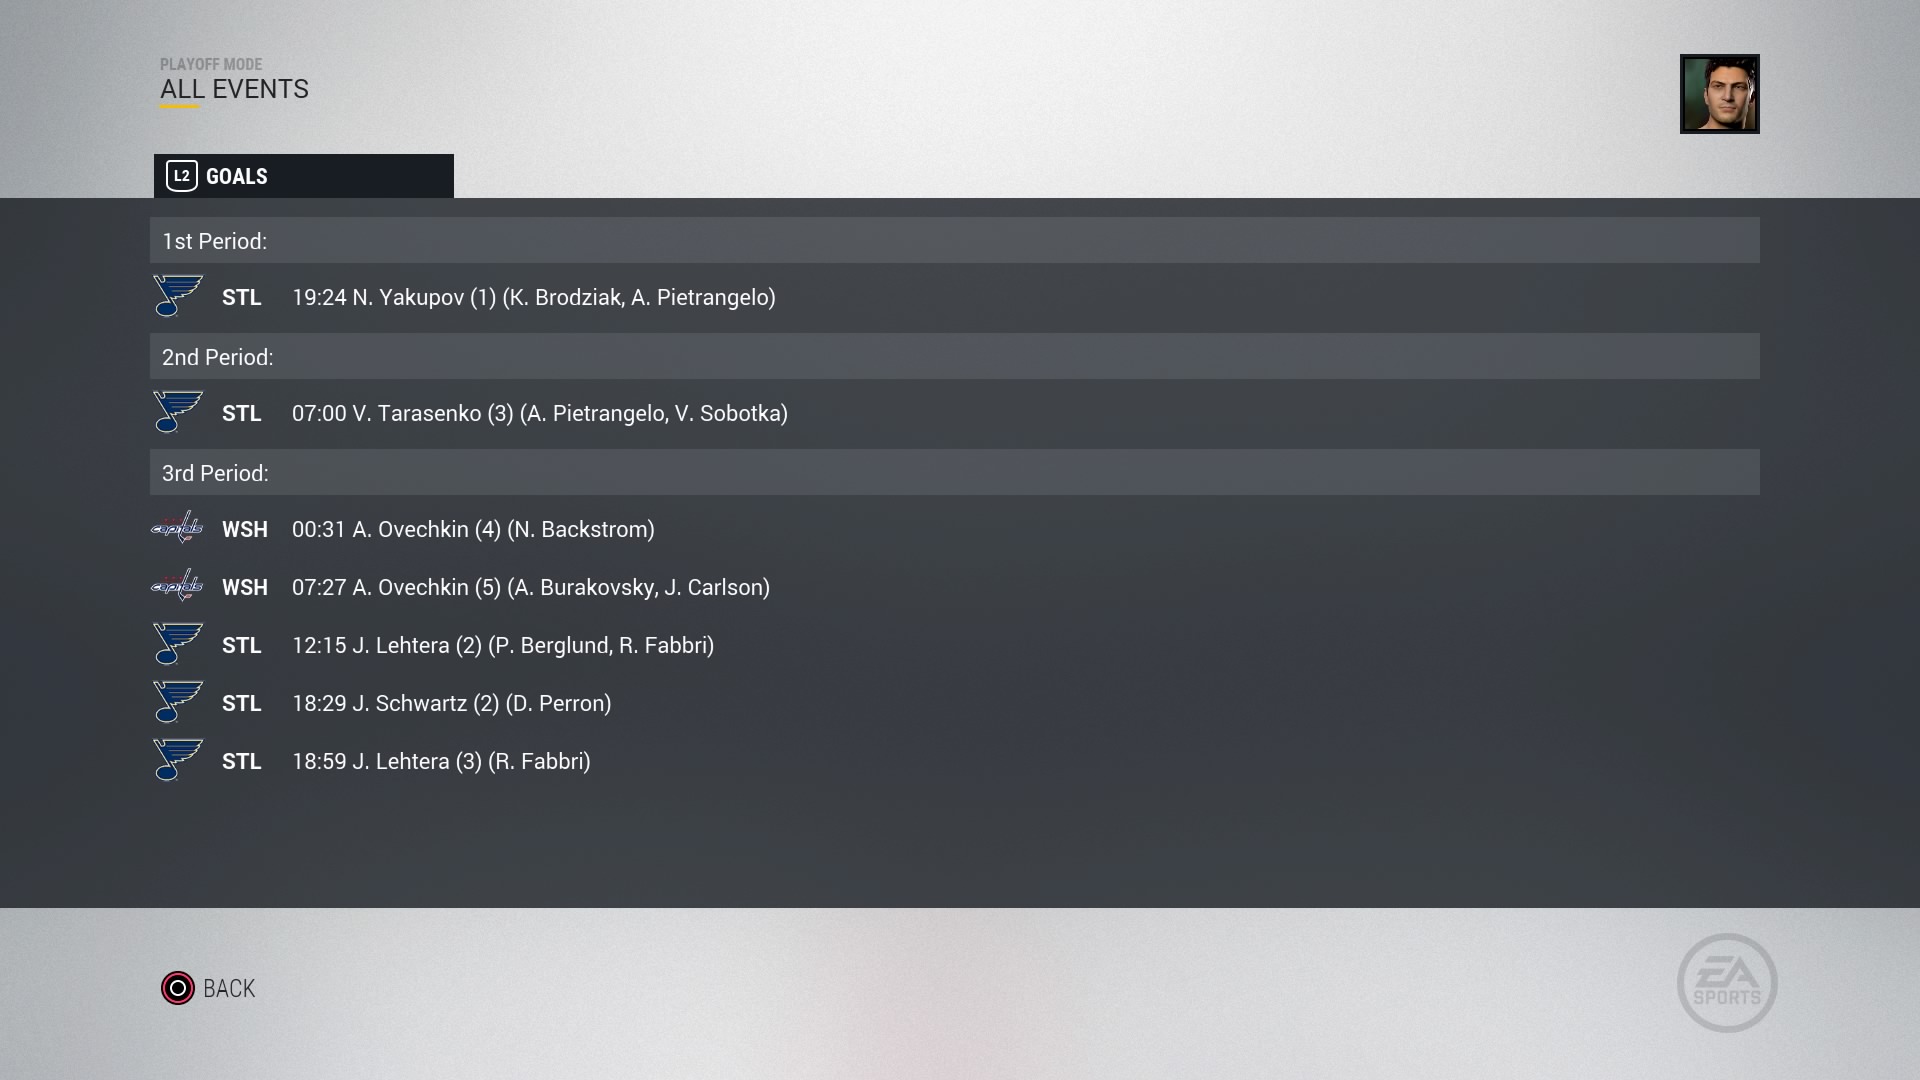 PLAYOFF MODE
ALL EVENTS
L2 GOALS
1st Period:
STL 19:24 N. Yakupov (1) (K. Brodziak, A. Pietrangelo)
2nd Period:
STL 07:00 V. Tarasenko (3) (A. Pietrangelo, V. Sobotka)
3rd Period:
capitals WSH 00:31 A. Ovechkin (4) (N. Backstrom)
capitals WSH 07:27 A. Ovechkin (5) (A. Burakovsky, J. Carlson)
STL 12:15 J. Lehtera (2) (P. Berglund, R. Fabbri)
STL 18:29 J. Schwartz (2) (D. Perron)
STL 18:59 J. Lehtera (3) (R. Fabbri)
BACK
EA
SPORTS